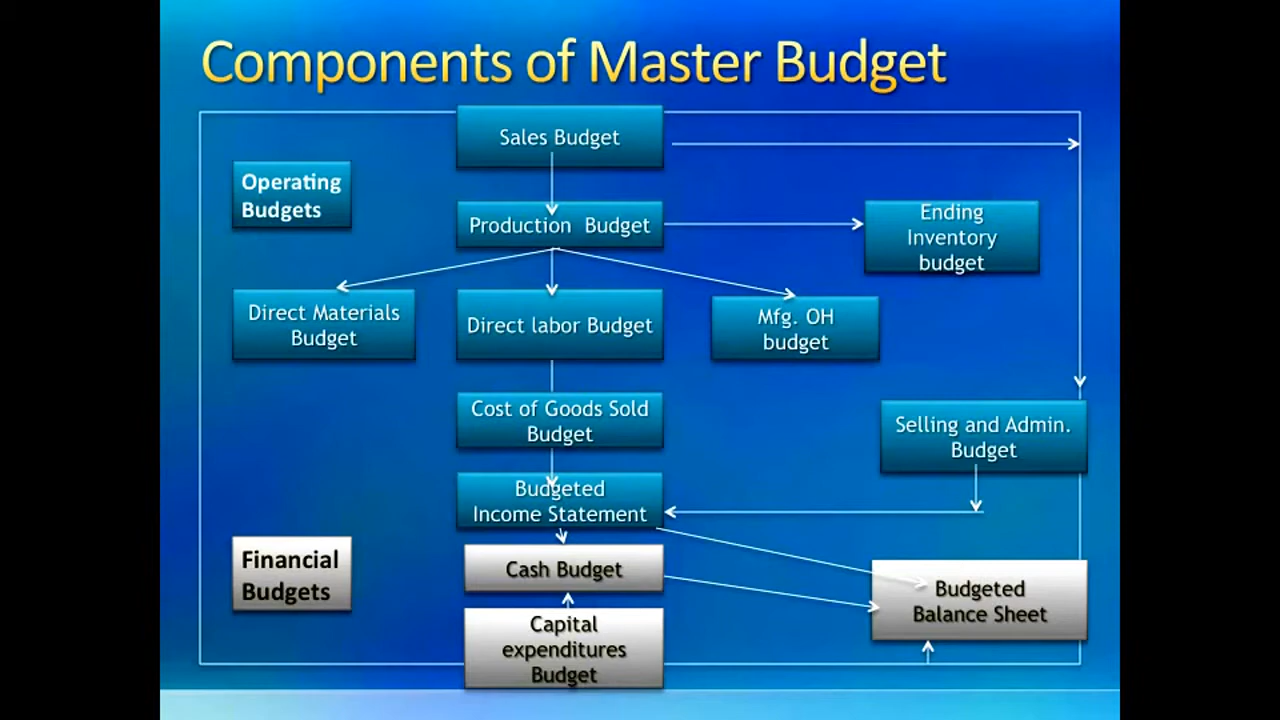 Components of Master Budget
Sales Budget
Operating
Budgets
Production Budget
Ending
Inventory
budget
Direct Materials
Budget
Direct labor Budget
Mfg. OH
budget
Cost of Goods Sold
Budget
Selling and Admin.
Budget
Budgeted
Income Statement
Financial
Budgets
Cash Budget
Budgeted
Balance Sheet
Capital
expenditures
Budget